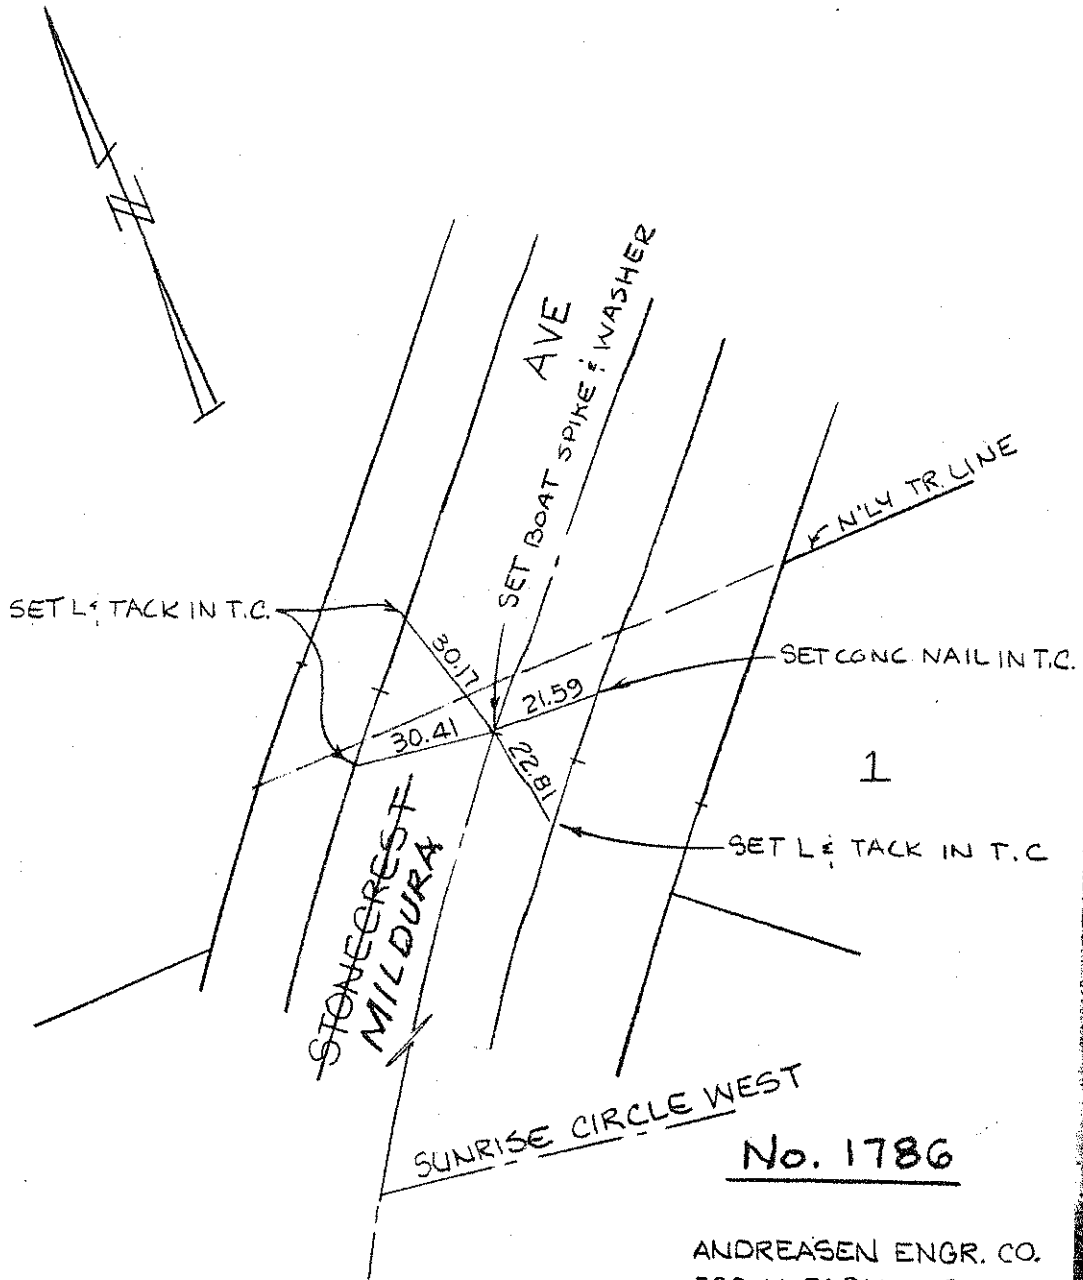 AVE
SET BOAT SPIKE & WASHER
N'LY TR. LINE
SET L & TACK IN T.C.
30.17
21.59
SET CONC NAIL IN T.C.
30.41
22.81
1
SET L & TACK IN T.C
STONECREST
MILDURA
SUNRISE CIRCLE WEST
No. 1786
ANDREASEN ENGR. CO.